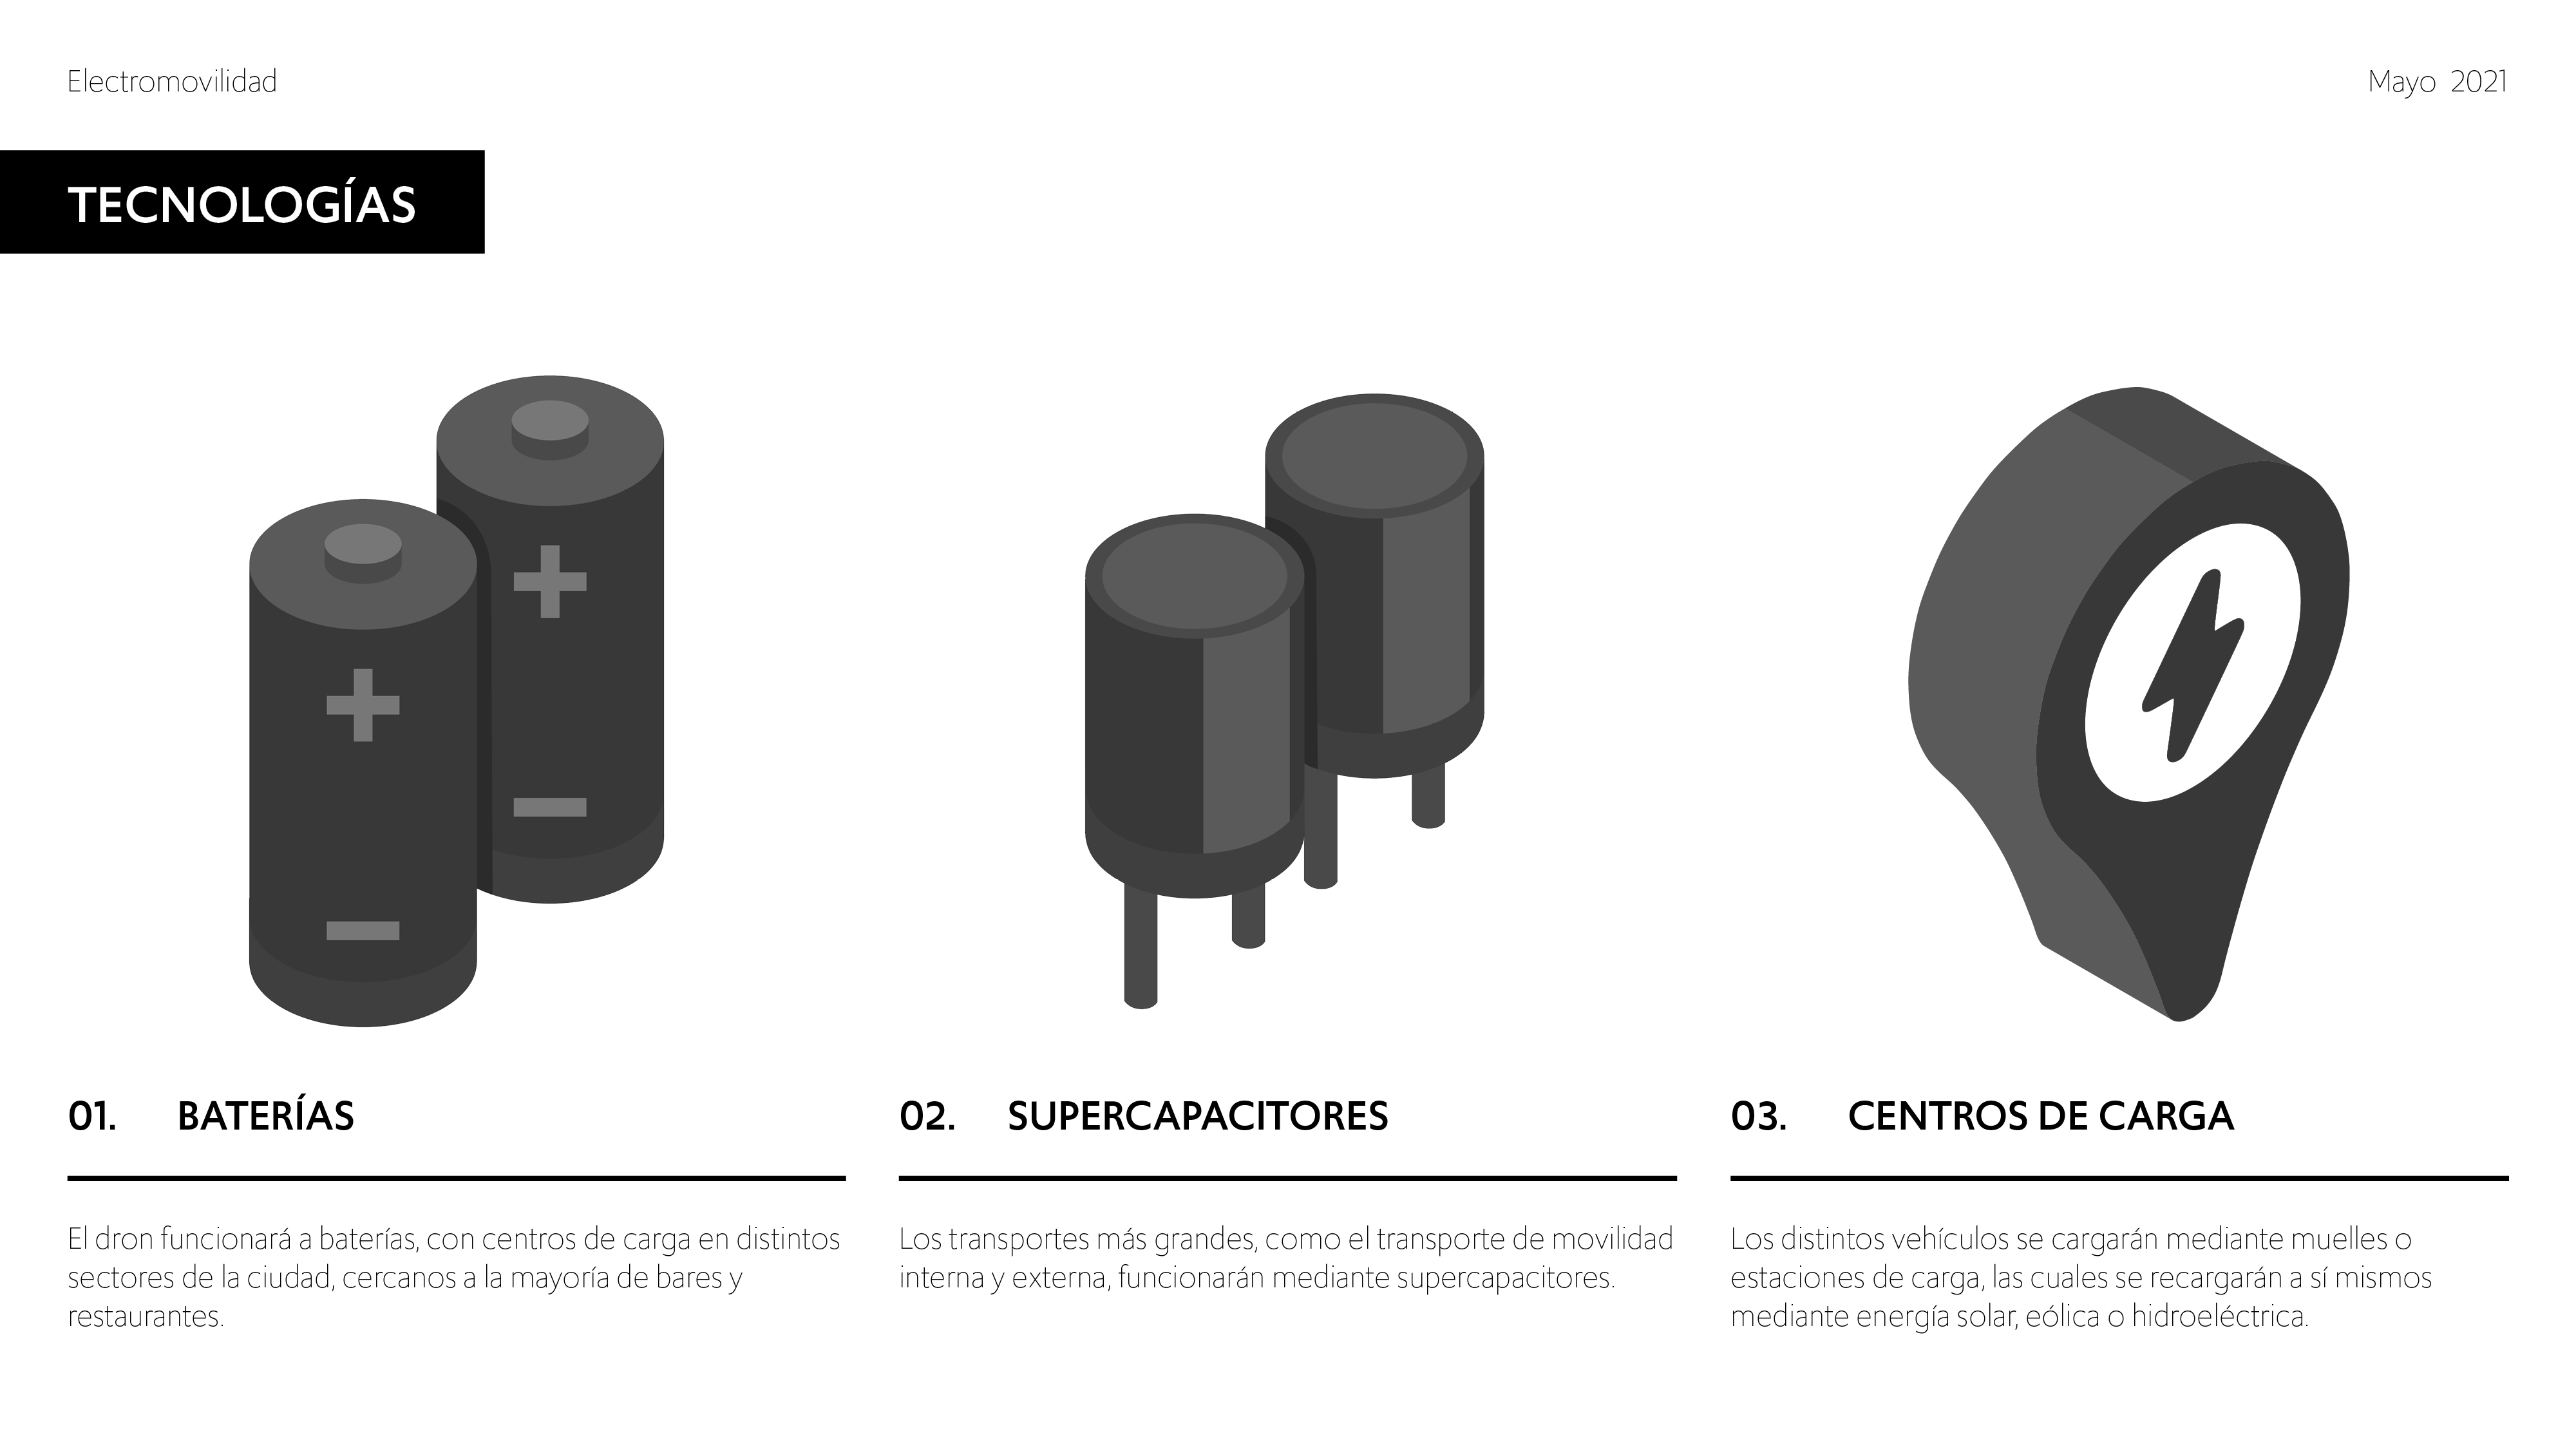 Electromovilidad
Mayo 2021
TECNOLOGÍAS
01. BATERÍAS
El dron funcionará a baterías, con centros de carga en distintos
sectores de la ciudad, cercanos a la mayoría de bares y
restaurantes.
02. SUPERCAPACITORES
Los transportes más grandes, como el transporte de movilidad
interna y externa, funcionarán mediante supercapacitores.
03. CENTROS DE CARGA
Los distintos vehículos se cargarán mediante muelles o
estaciones de carga, las cuales se recargarán a sí mismos
mediante energía solar, eólica o hidroeléctrica.